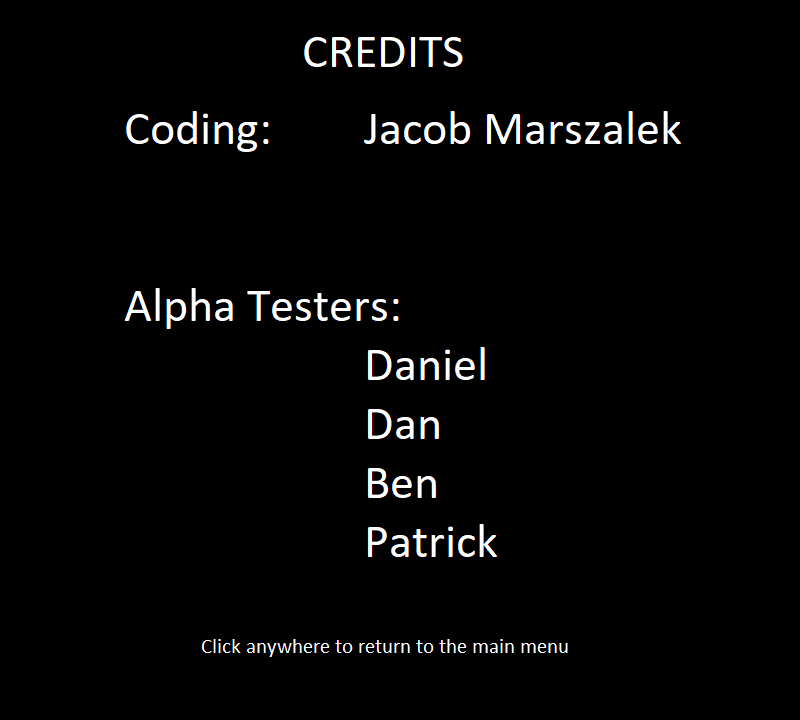 CREDITS
Coding: Jacob Marszalek
Alpha Testers:
Daniel
Dan
Ben
Patrick
Click anywhere to return to the main menu